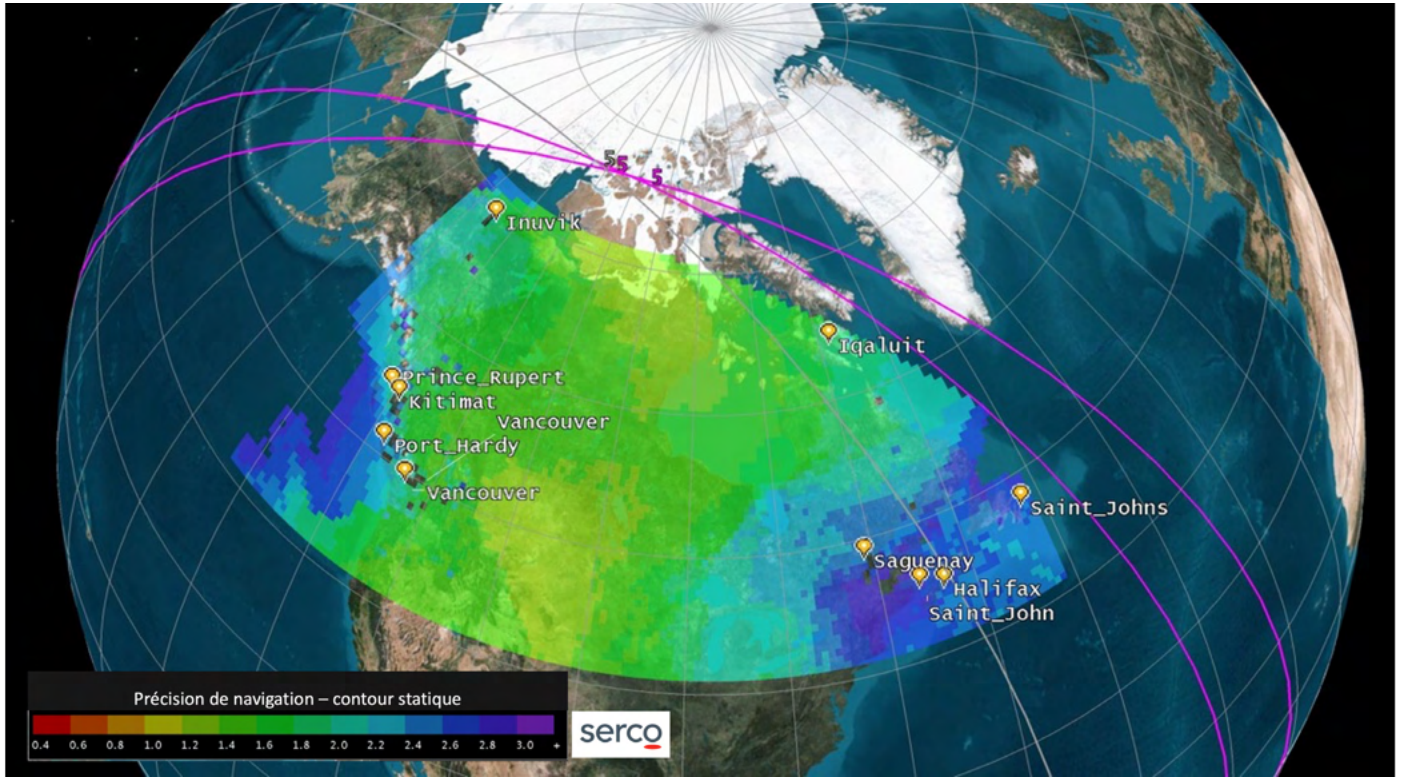 5
5
5
Inuvik
Iqaluit
Prince_Rupert
Kitimat
Vancouver
Port_Hardy
Vancouver
Saint_Johns
Saguenay
Halifax
Saint_John
Précision de navigation – contour statique
0.4 0.6 0.8 1.0 1.2 1.4 1.6 1.8 2.0 2.2 2.4 2.6 2.8 3.0 +
serco